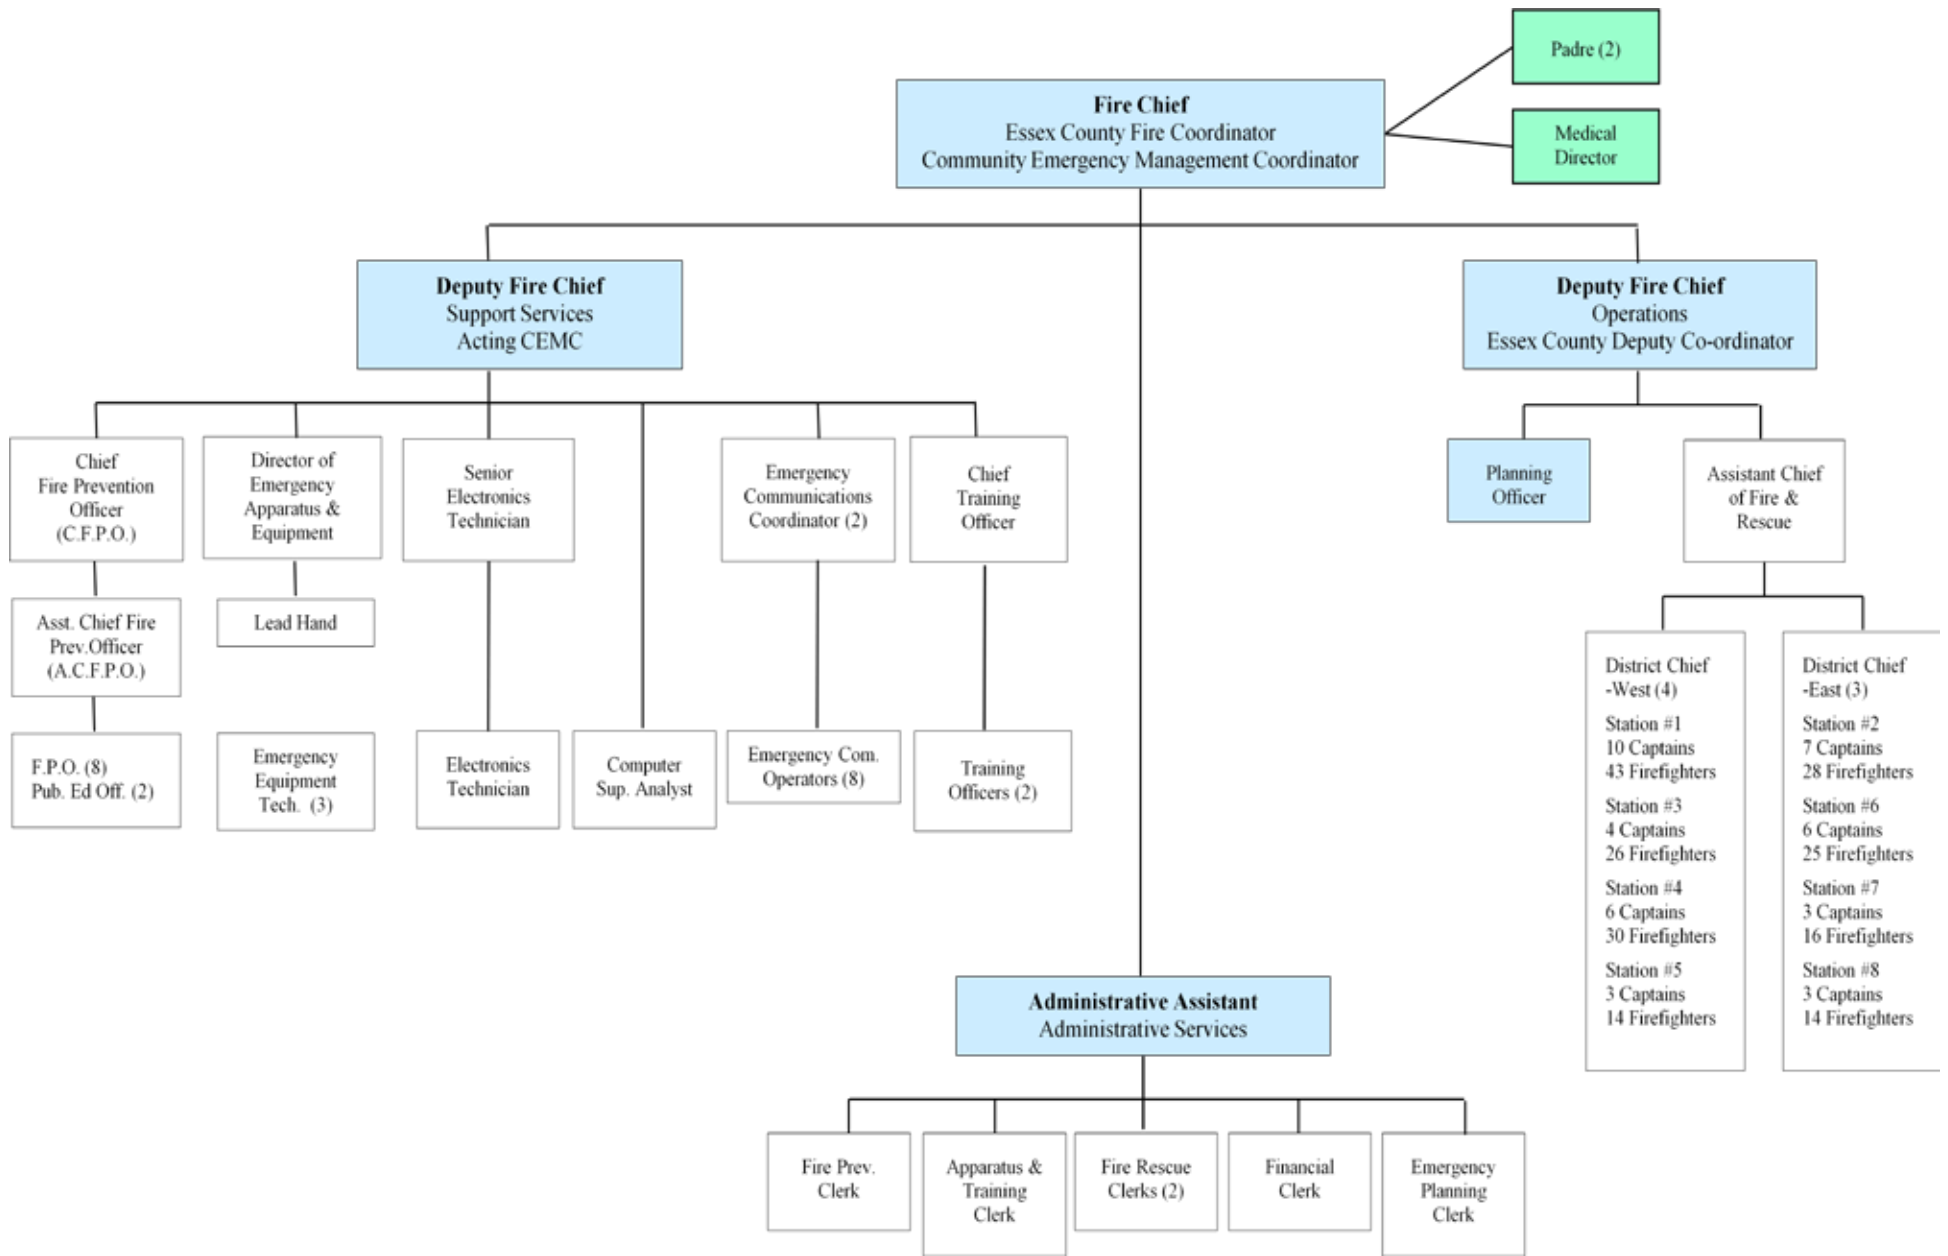 Padre (2)
Fire Chief
Essex County Fire Coordinator
Community Emergency Management Coordinator
Medical
Director
Deputy Fire Chief
Support Services
Acting CEMC
Deputy Fire Chief
Operations
Essex County Deputy Co-ordinator
Chief
Fire Prevention
Officer
(C.F.P.O.)
Director of
Emergency
Apparatus &
Equipment
Senior
Electronics
Technician
Emergency
Communications
Coordinator (2)
Chief
Training
Officer
Planning
Officer
Assistant Chief
of Fire &
Rescue
Asst. Chief Fire
Prev.Officer
(A.C.F.P.O.)
Lead Hand
F.P.O. (8)
Pub. Ed Off. (2)
Emergency
Equipment
Tech. (3)
Electronics
Technician
Computer
Sup. Analyst
Emergency Com.
Operators (8)
Training
Officers (2)
District Chief
-West (4)
Station #1
10 Captains
43 Firefighters
Station #3
4 Captains
26 Firefighters
Station #4
6 Captains
30 Firefighters
Station #5
3 Captains
14 Firefighters
District Chief
-East (3)
Station #2
7 Captains
28 Firefighters
Station #6
6 Captains
25 Firefighters
Station #7
3 Captains
16 Firefighters
Station #8
3 Captains
14 Firefighters
Administrative Assistant
Administrative Services
Fire Prev.
Clerk
Apparatus &
Training
Clerk
Fire Rescue
Clerks (2)
Financial
Clerk
Emergency
Planning
Clerk